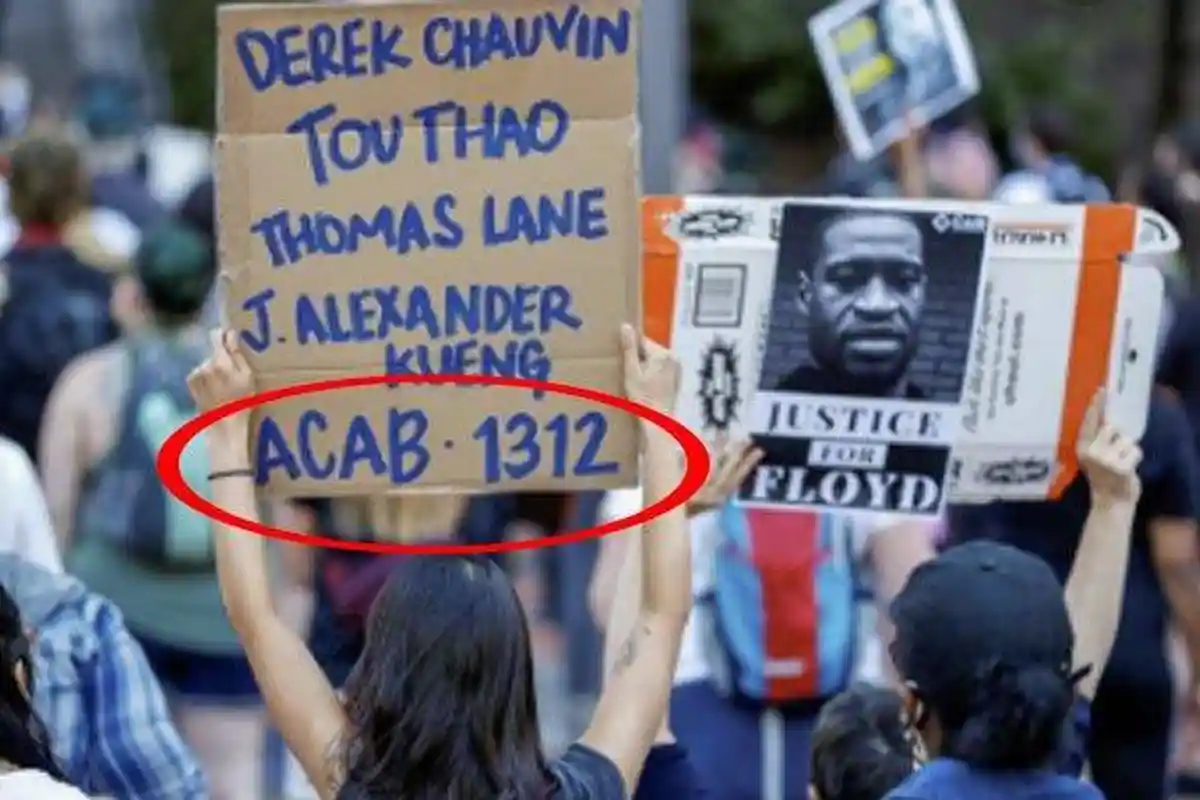 DEREK CHAUVIN
TOU THAO
THOMAS LANE
J. ALEXANDER
KUENG
ACAB · 1312
JUSTICE
FOR
FLOYD